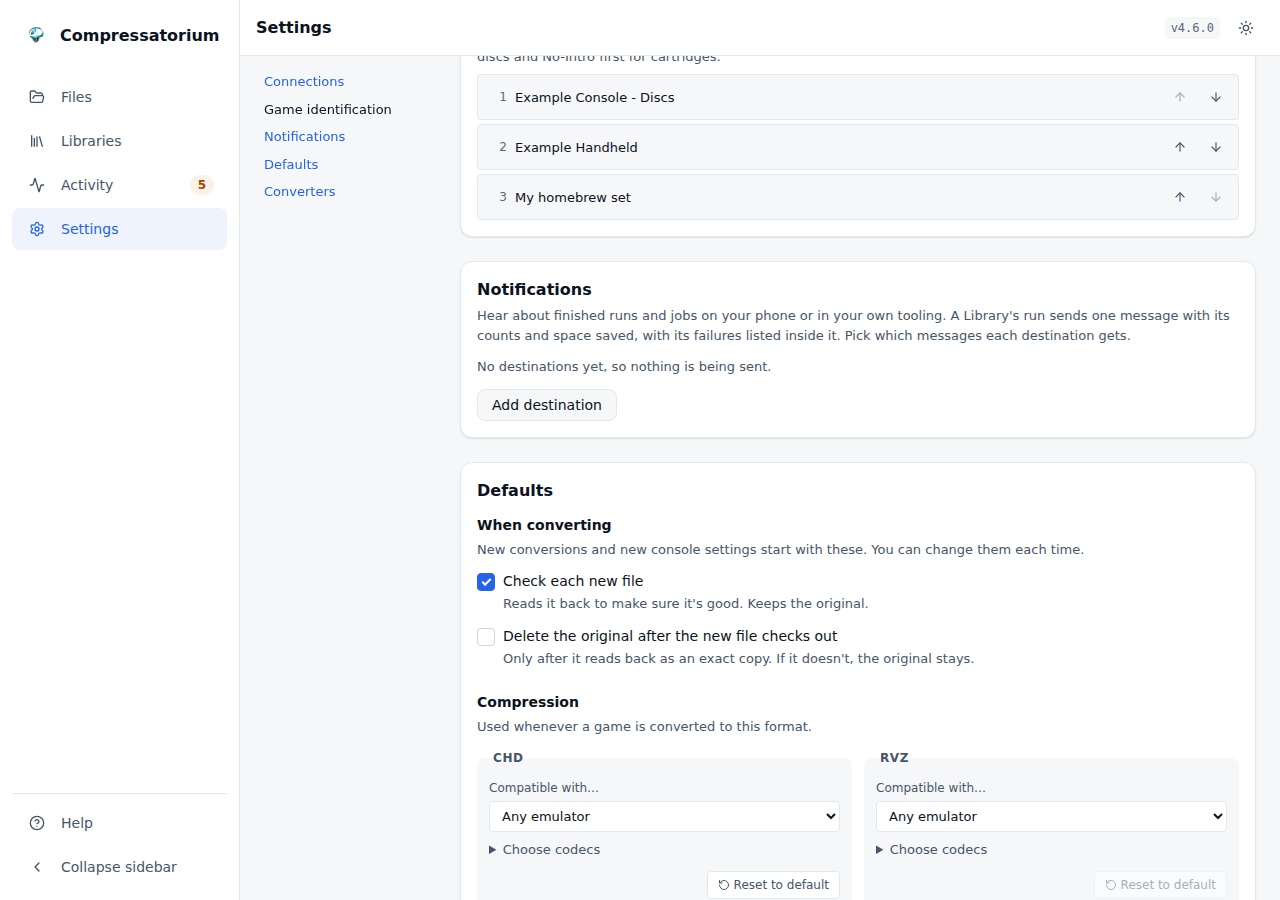 Compressatorium
Settings
v4.6.0
Files
Libraries
Activity
5
Settings
Help
Collapse sidebar
Connections
Game identification
Notifications
Defaults
Converters
discs and No-Intro first for cartridges.
1 Example Console - Discs
2 Example Handheld
3 My homebrew set
Notifications
Hear about finished runs and jobs on your phone or in your own tooling. A Library's run sends one message with its
counts and space saved, with its failures listed inside it. Pick which messages each destination gets.
No destinations yet, so nothing is being sent.
Add destination
Defaults
When converting
New conversions and new console settings start with these. You can change them each time.
Check each new file
Reads it back to make sure it's good. Keeps the original.
Delete the original after the new file checks out
Only after it reads back as an exact copy. If it doesn't, the original stays.
Compression
Used whenever a game is converted to this format.
CHD
Compatible with…
Any emulator
Choose codecs
Reset to default
RVZ
Compatible with…
Any emulator
Choose codecs
Reset to default